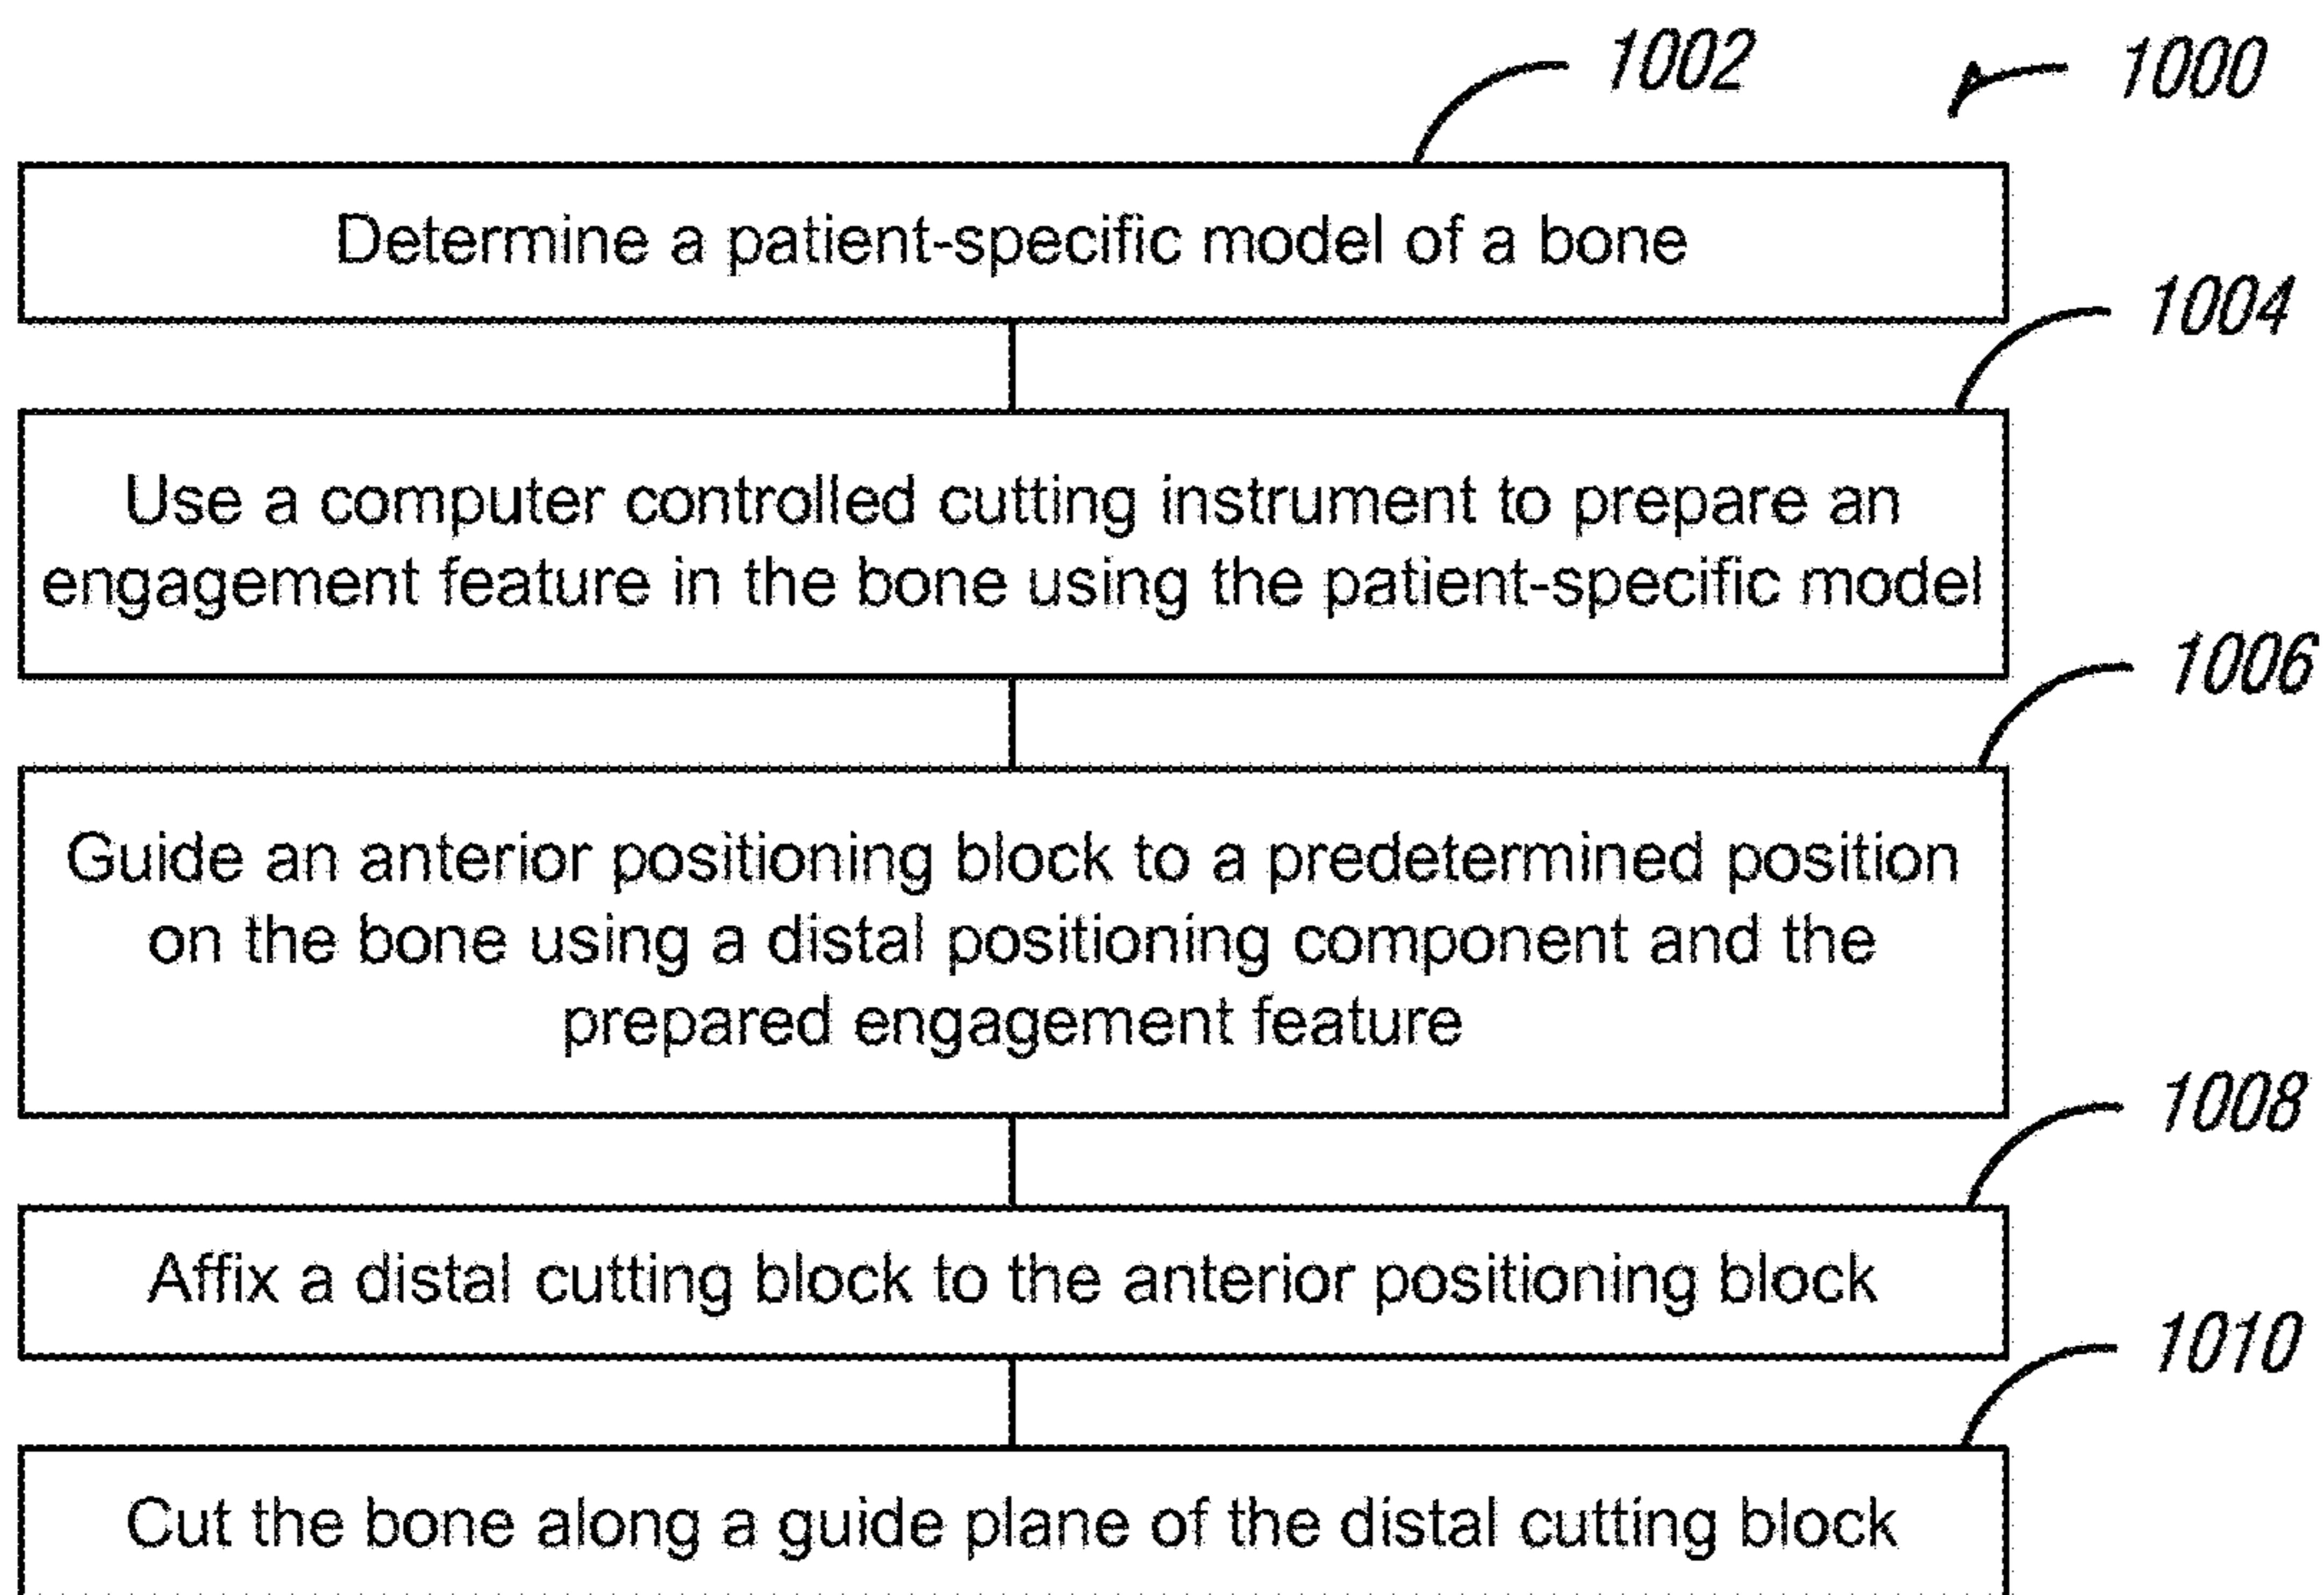 1002
1000
Determine a patient-specific model of a bone
1004
Use a computer controlled cutting instrument to prepare an
engagement feature in the bone using the patient-specific model
1006
Guide an anterior positioning block to a predetermined position
on the bone using a distal positioning component and the
prepared engagement feature
1008
Affix a distal cutting block to the anterior positioning block
1010
Cut the bone along a guide plane of the distal cutting block